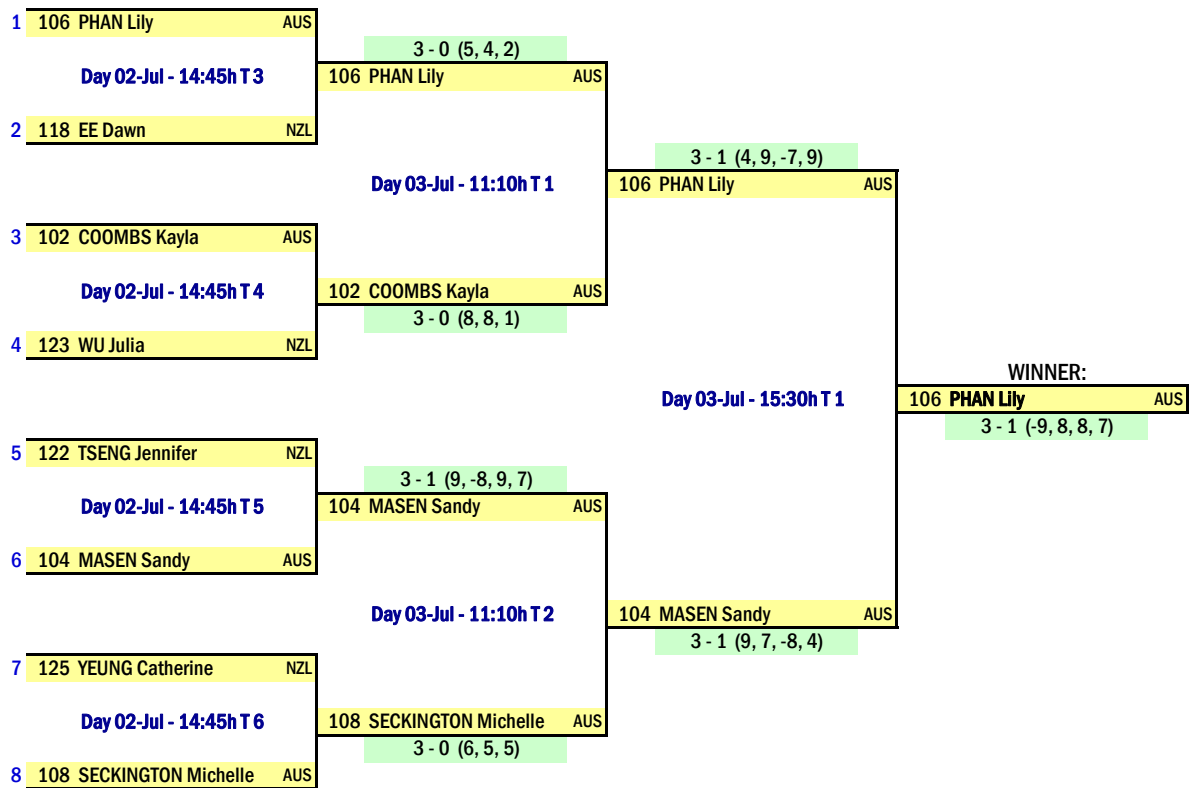 1 106 PHAN Lily AUS
3 - 0 (5, 4, 2)
Day 02-Jul - 14:45h T 3
106 PHAN Lily AUS
2 118 EE Dawn NZL
3 - 1 (4, 9, -7, 9)
Day 03-Jul - 11:10h T 1
106 PHAN Lily AUS
3 102 COOMBS Kayla AUS
Day 02-Jul - 14:45h T 4
102 COOMBS Kayla AUS
3 - 0 (8, 8, 1)
4 123 WU Julia NZL
WINNER:
Day 03-Jul - 15:30h T 1
106 PHAN Lily AUS
3 - 1 (-9, 8, 8, 7)
5 122 TSENG Jennifer NZL
3 - 1 (9, -8, 9, 7)
Day 02-Jul - 14:45h T 5
104 MASEN Sandy AUS
6 104 MASEN Sandy AUS
Day 03-Jul - 11:10h T 2
104 MASEN Sandy AUS
3 - 1 (9, 7, -8, 4)
7 125 YEUNG Catherine NZL
Day 02-Jul - 14:45h T 6
108 SECKINGTON Michelle AUS
3 - 0 (6, 5, 5)
8 108 SECKINGTON Michelle AUS